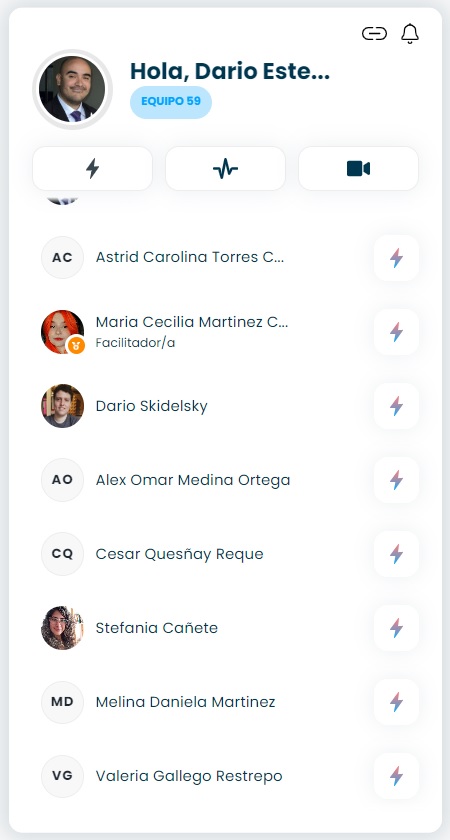 Hola, Dario Este...
EQUIPO 59
AC
Astrid Carolina Torres C...
Maria Cecilia Martinez C...
Facilitador/a
Dario Skidelsky
AO
Alex Omar Medina Ortega
CQ
Cesar Quesñay Reque
Stefania Cañete
MD
Melina Daniela Martinez
VG
Valeria Gallego Restrepo